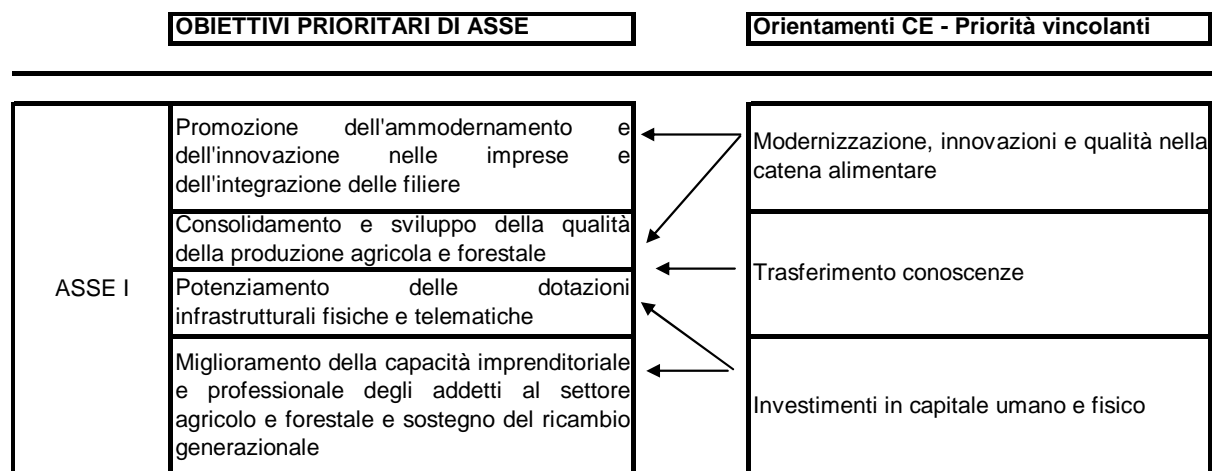 OBIETTIVI PRIORITARI DI ASSE
Orientamenti CE - Priorità vincolanti
ASSE I
Promozione dell'ammodernamento e
dell'innovazione nelle imprese e
dell'integrazione delle filiere
Modernizzazione, innovazioni e qualità nella
catena alimentare
Consolidamento e sviluppo della qualità
della produzione agricola e forestale
Trasferimento conoscenze
Potenziamento delle dotazioni
infrastrutturali fisiche e telematiche
Miglioramento della capacità imprenditoriale
e professionale degli addetti al settore
agricolo e forestale e sostegno del ricambio
generazionale
Investimenti in capitale umano e fisico